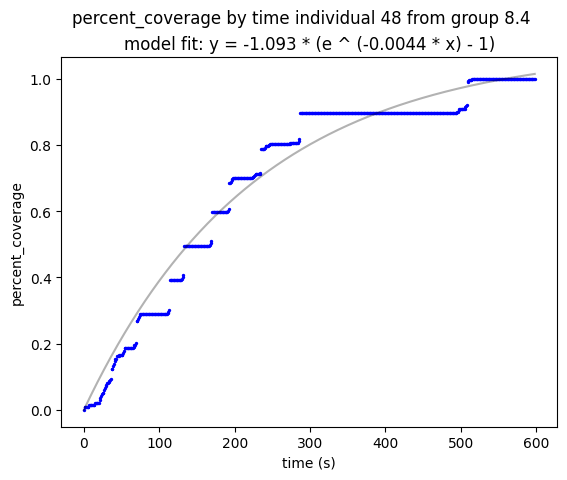 percent_coverage by time individual 48 from group 8.4
model fit: y = -1.093 * (e ^ (-0.0044 * x) - 1)
1.0
0.8
0.6
0.4
0.2
0.0
percent_coverage
0 100 200 300 400 500 600
time (s)